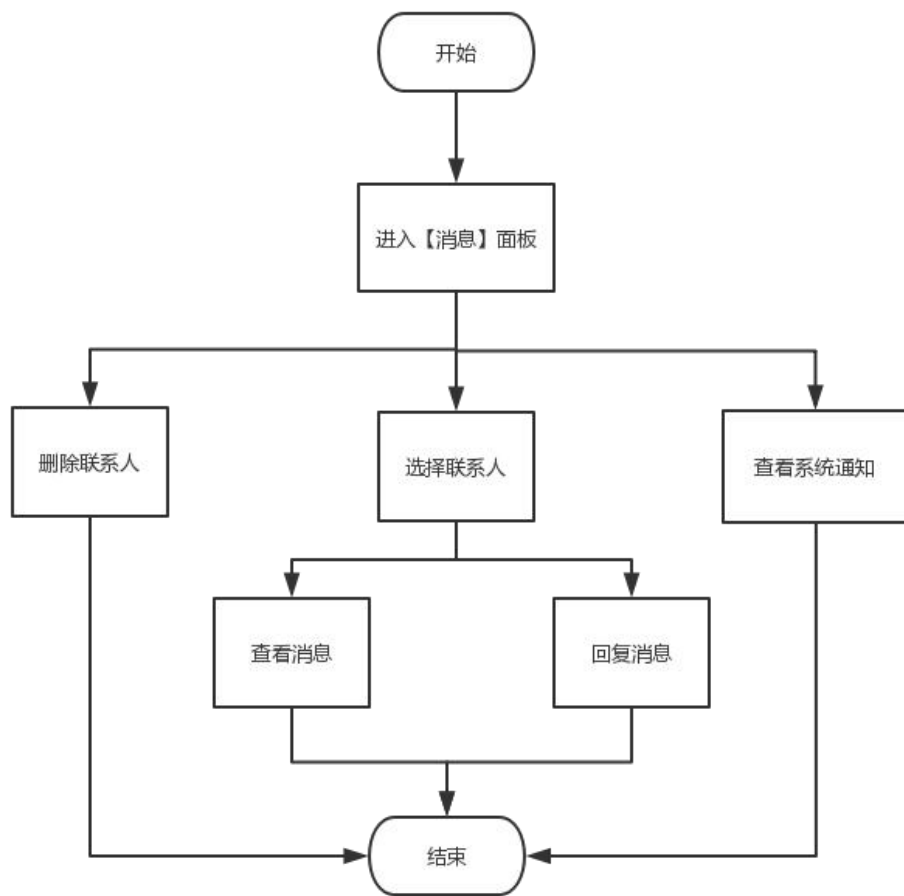 开始
进入【消息】面板
删除联系人
选择联系人
查看系统通知
查看消息
回复消息
结束